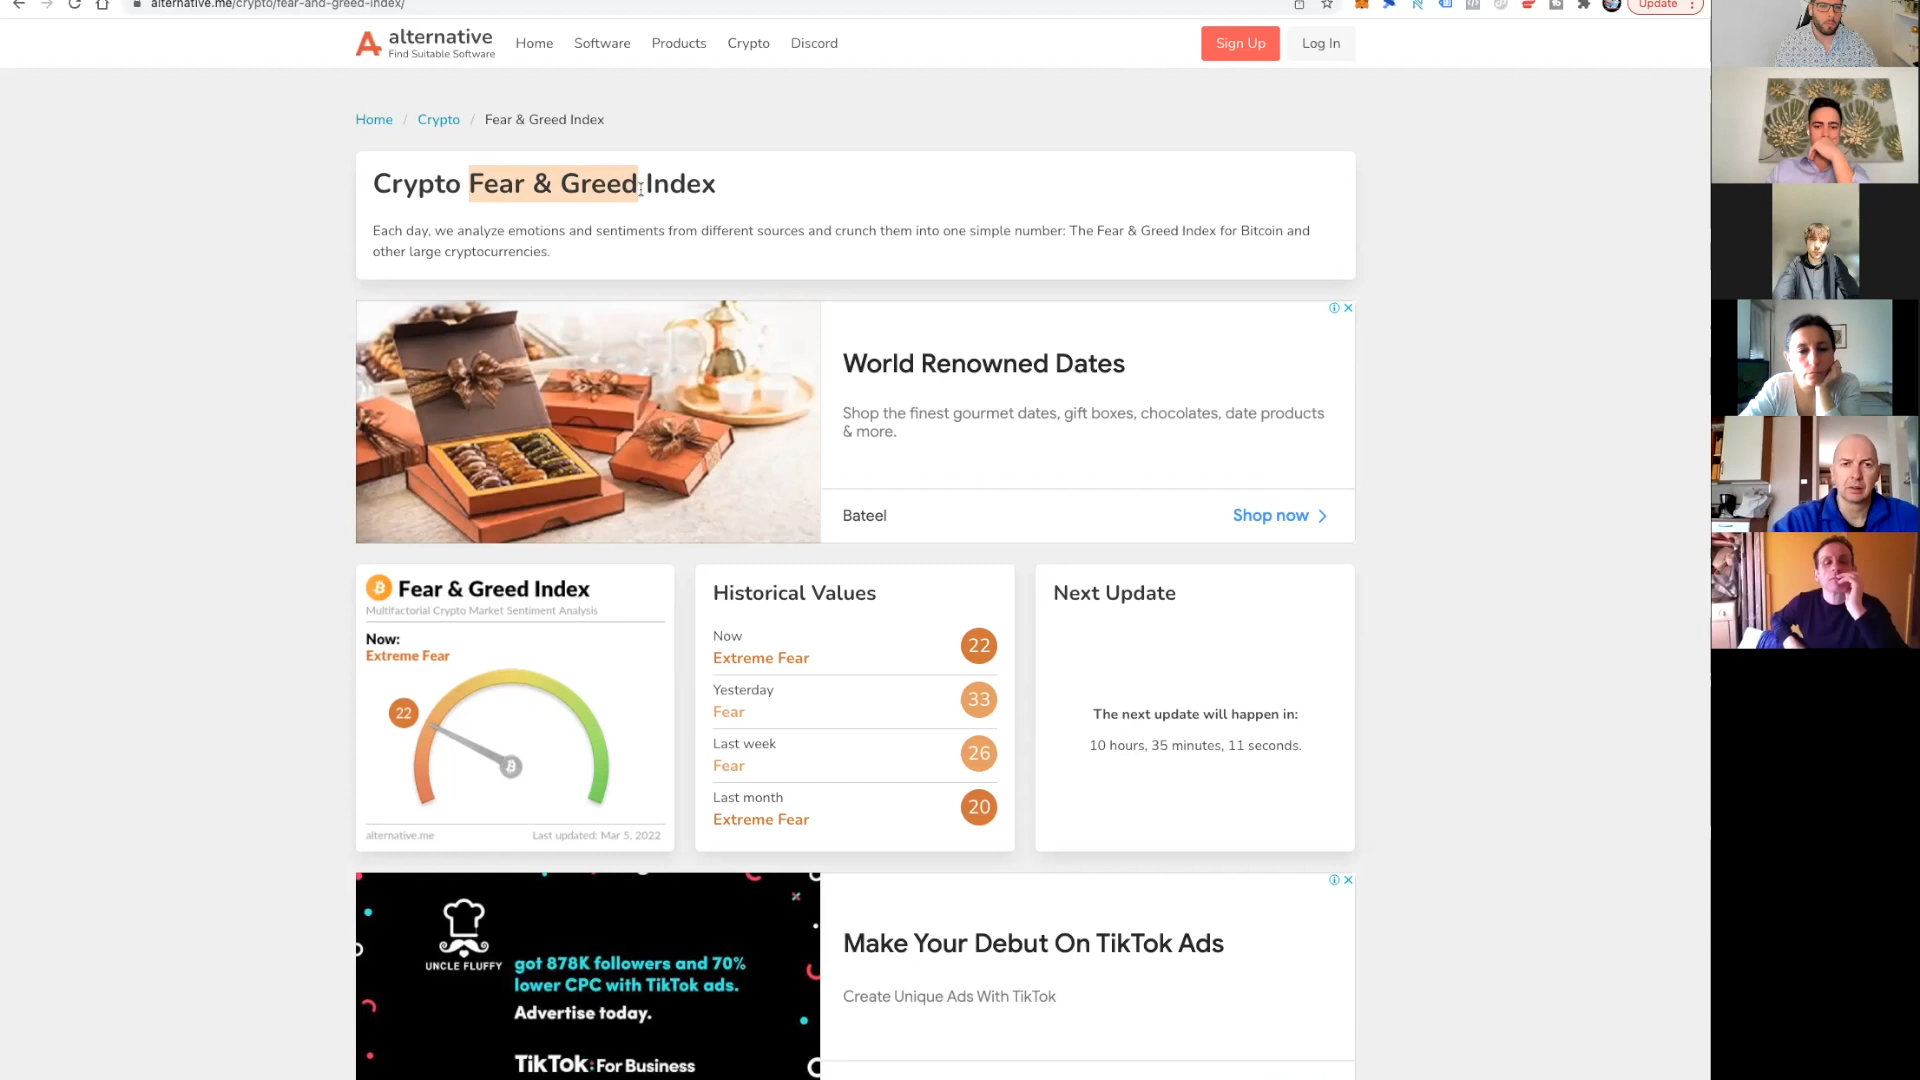 alternative.me/crypto/fear-and-greed-index/
Update
alternative
Find Suitable Software
Home
Software
Products
Crypto
Discord
Sign Up
Log In
Home / Crypto / Fear & Greed Index
Crypto Fear & Greed Index
Each day, we analyze emotions and sentiments from different sources and crunch them into one simple number: The Fear & Greed Index for Bitcoin and
other large cryptocurrencies.
World Renowned Dates
Shop the finest gourmet dates, gift boxes, chocolates, date products
& more.
Bateel
Shop now
Fear & Greed Index
Multifactorial Crypto Market Sentiment Analysis
Now:
Extreme Fear
22
alternative.me
Last updated: Mar 5, 2022
Historical Values
Now
Extreme Fear
22
Yesterday
Fear
33
Last week
Fear
26
Last month
Extreme Fear
20
Next Update
The next update will happen in:
10 hours, 35 minutes, 11 seconds.
UNCLE FLUFFY
got 878K followers and 70%
lower CPC with TikTok ads.
Advertise today.
TikTok: For Business
Make Your Debut On TikTok Ads
Create Unique Ads With TikTok